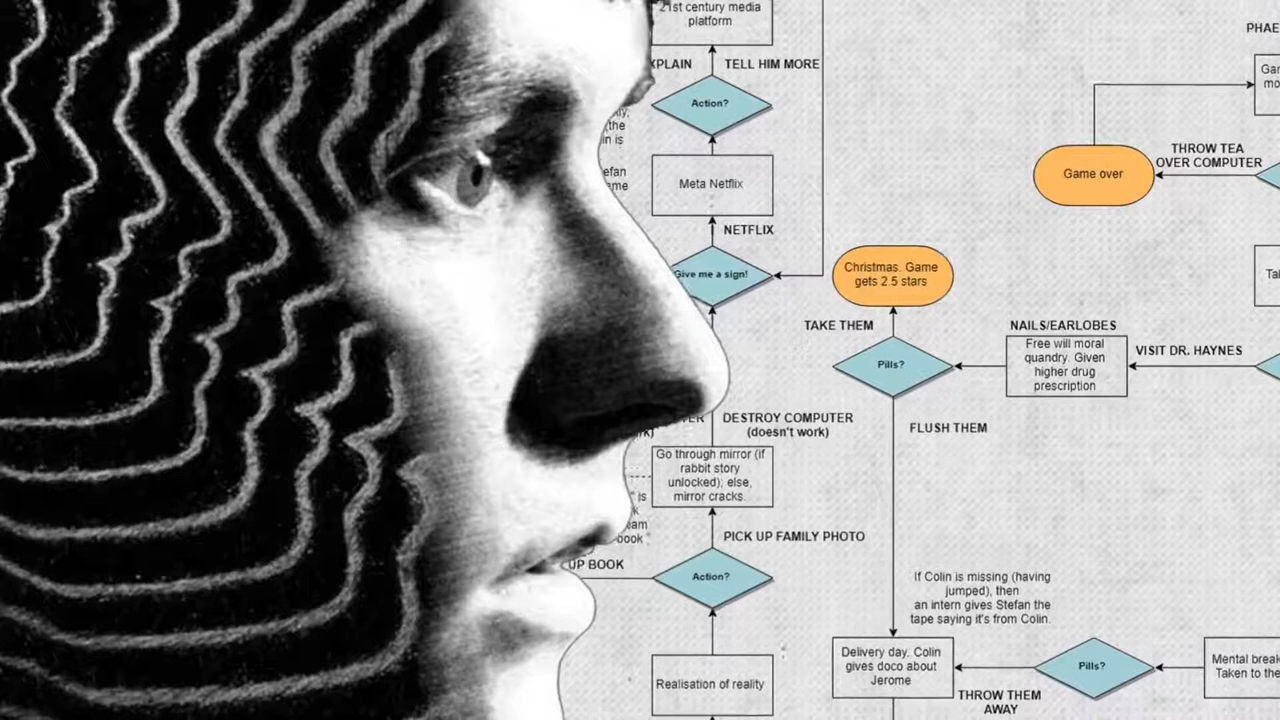 21st century media
platform
XPLAIN
TELL HIM MORE
Action?
(the
in is
Meta Netflix
NETFLIX
Give me a sign!
DESTROY COMPUTER
(doesn't work)
Go through mirror (if
rabbit story
unlocked); else,
mirror cracks.
is
book
PICK UP FAMILY PHOTO
UP BOOK
Action?
Realisation of reality
Christmas. Game
gets 2.5 stars
TAKE THEM
Pills?
NAILS/EARLOBES
Free will moral
quandry. Given
higher drug
prescription
VISIT DR. HAYNES
FLUSH THEM
If Colin is missing (having
jumped), then
an intern gives Stefan the
tape saying it's from Colin.
Delivery day. Colin
gives doco about
Jerome
THROW THEM
AWAY
Pills?
Mental break
Taken to the
PHAE
Game over
THROW TEA
OVER COMPUTER